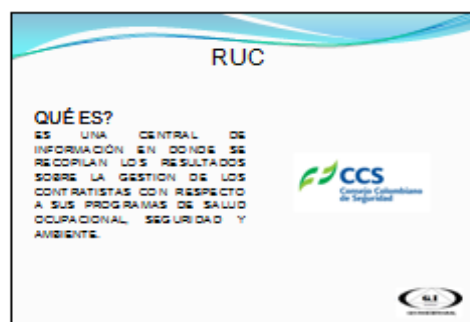 RUC
QUÉ ES?
ES UNA CENTRAL DE
INFORMACIÓN EN DONDE SE
RECOPILAN LOS RESULTADOS
SOBRE LA GESTION DE LOS
CONTRATISTAS CON RESPECTO
A SUS PROGRAMAS DE SALUD
OCUPACIONAL, SEGURIDAD Y
AMBIENTE.
CCS
Consejo Colombiano
de Seguridad